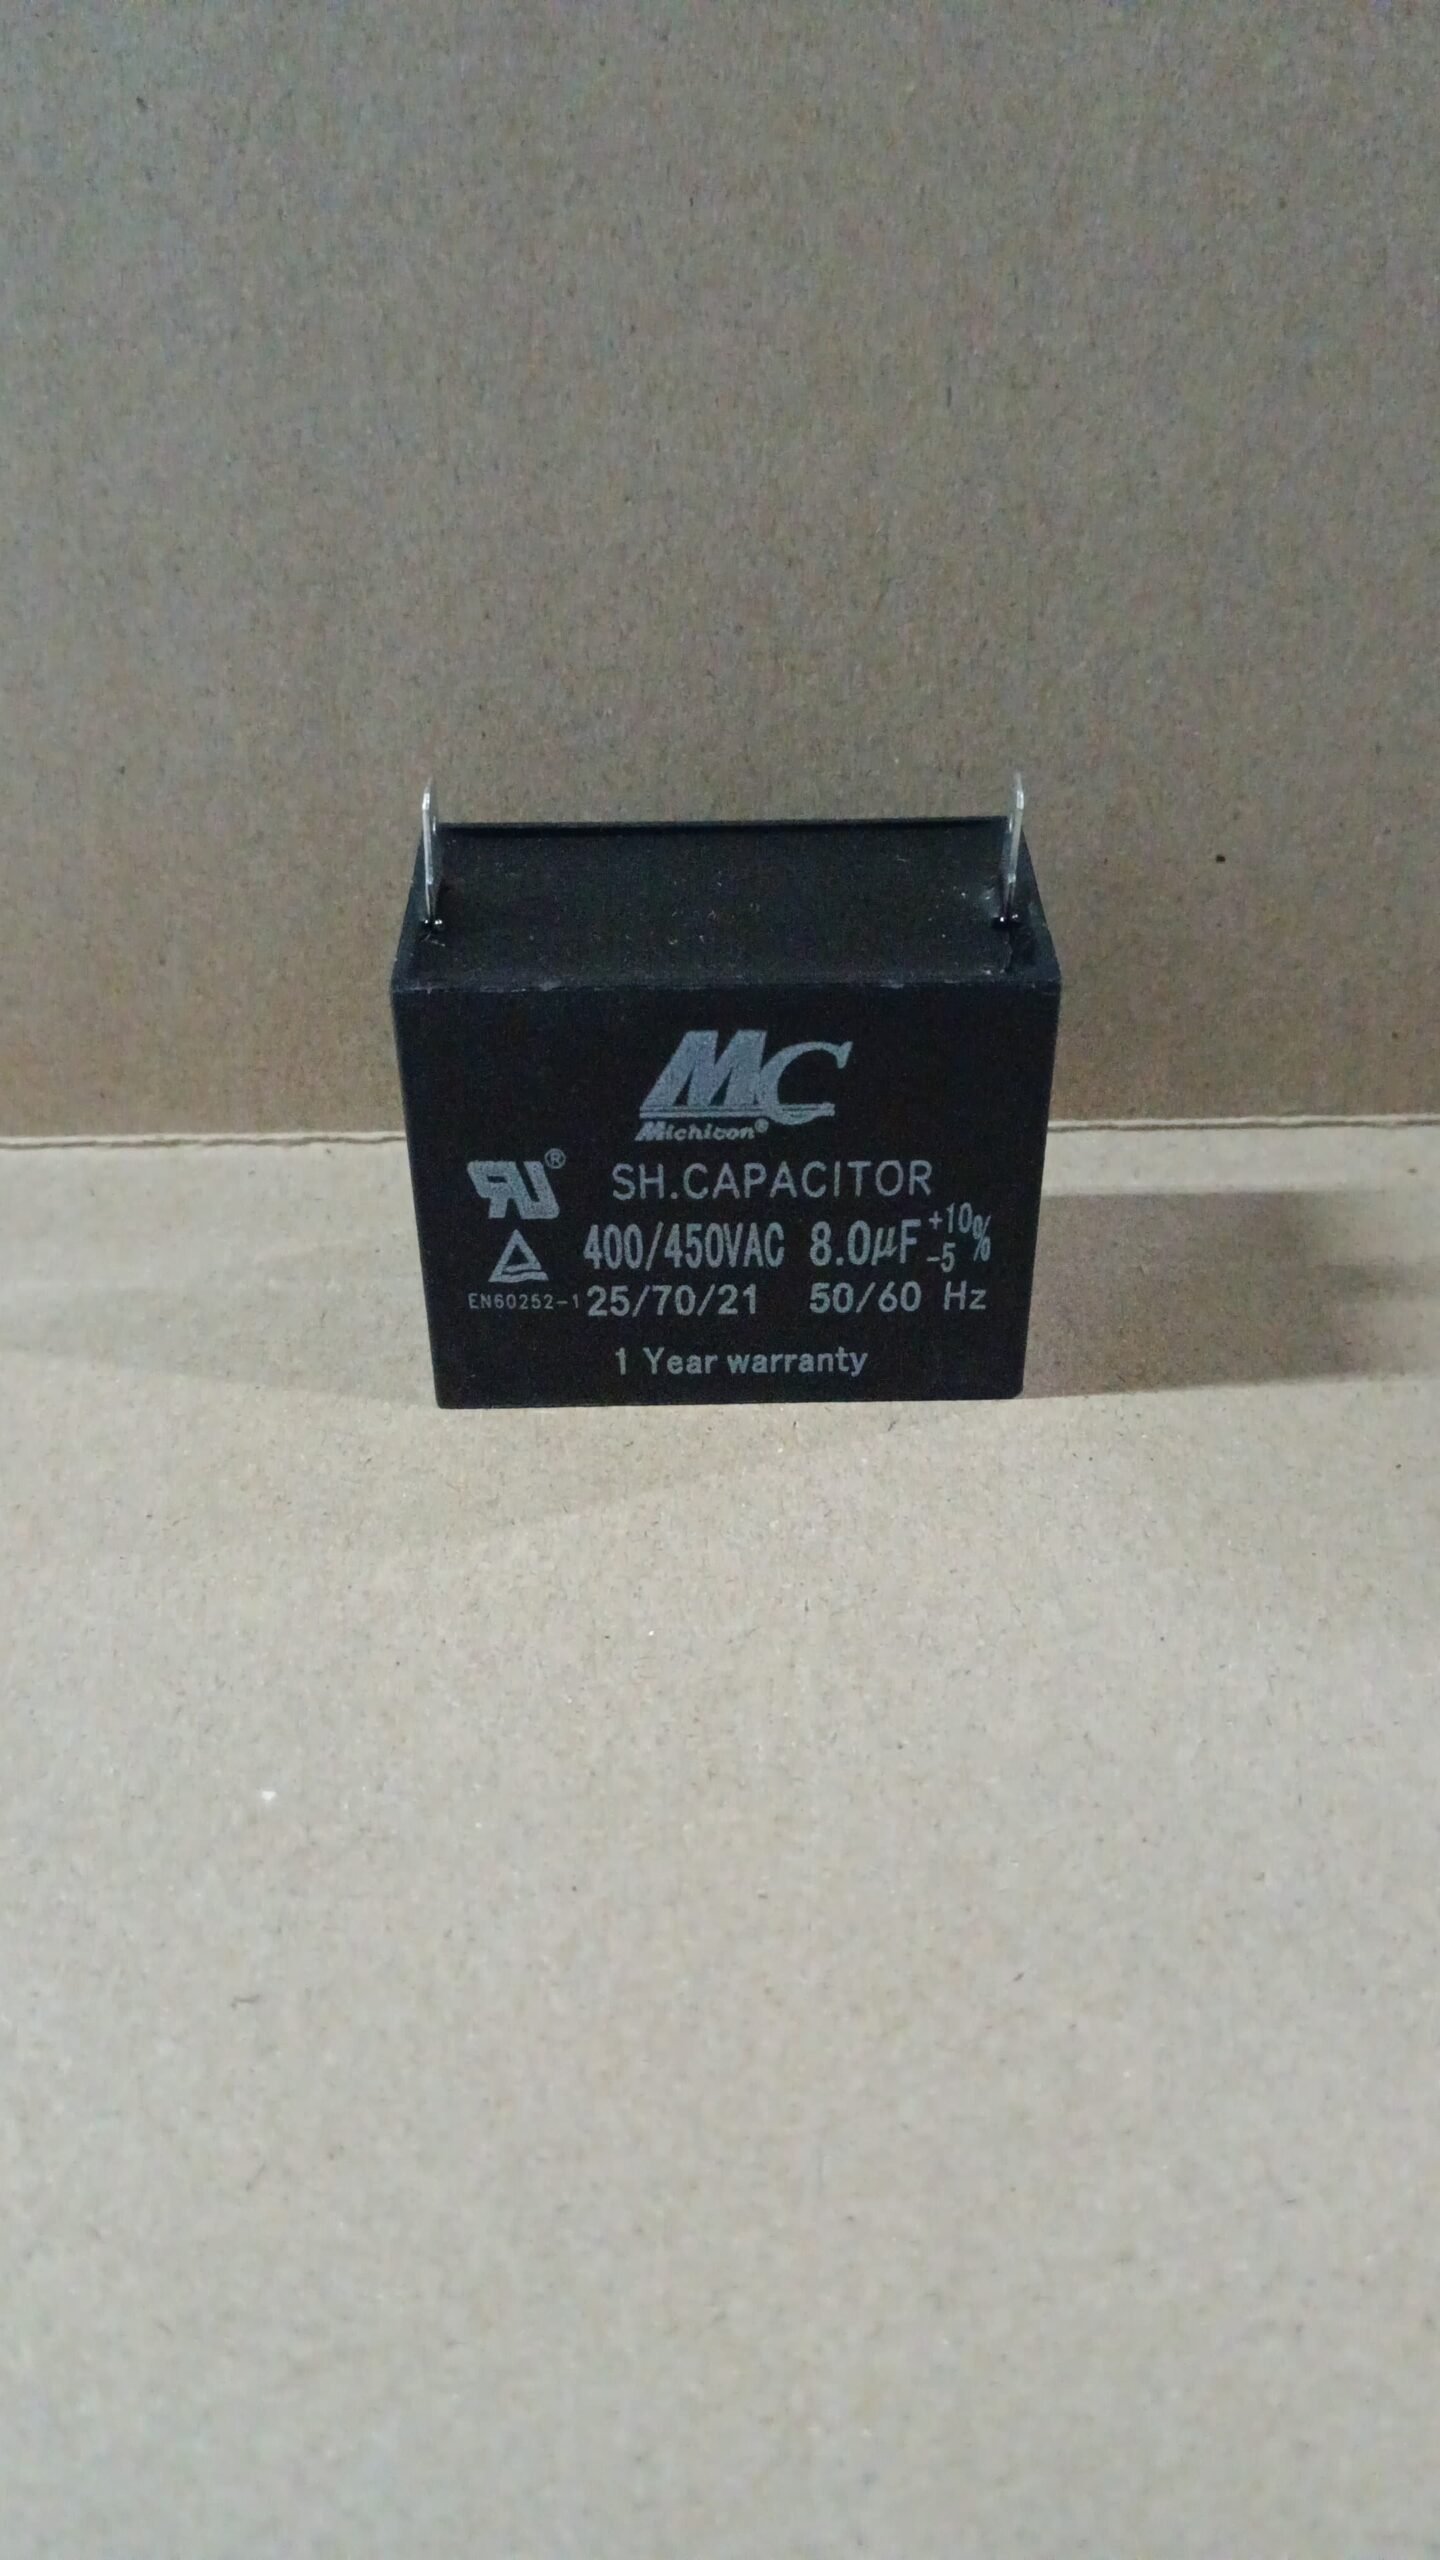 MC
Michicon®
RU®
SH.CAPACITOR
400/450VAC 8.0μF +10 -5 %
EN60252-1 25/70/21 50/60 Hz
1 Year warranty